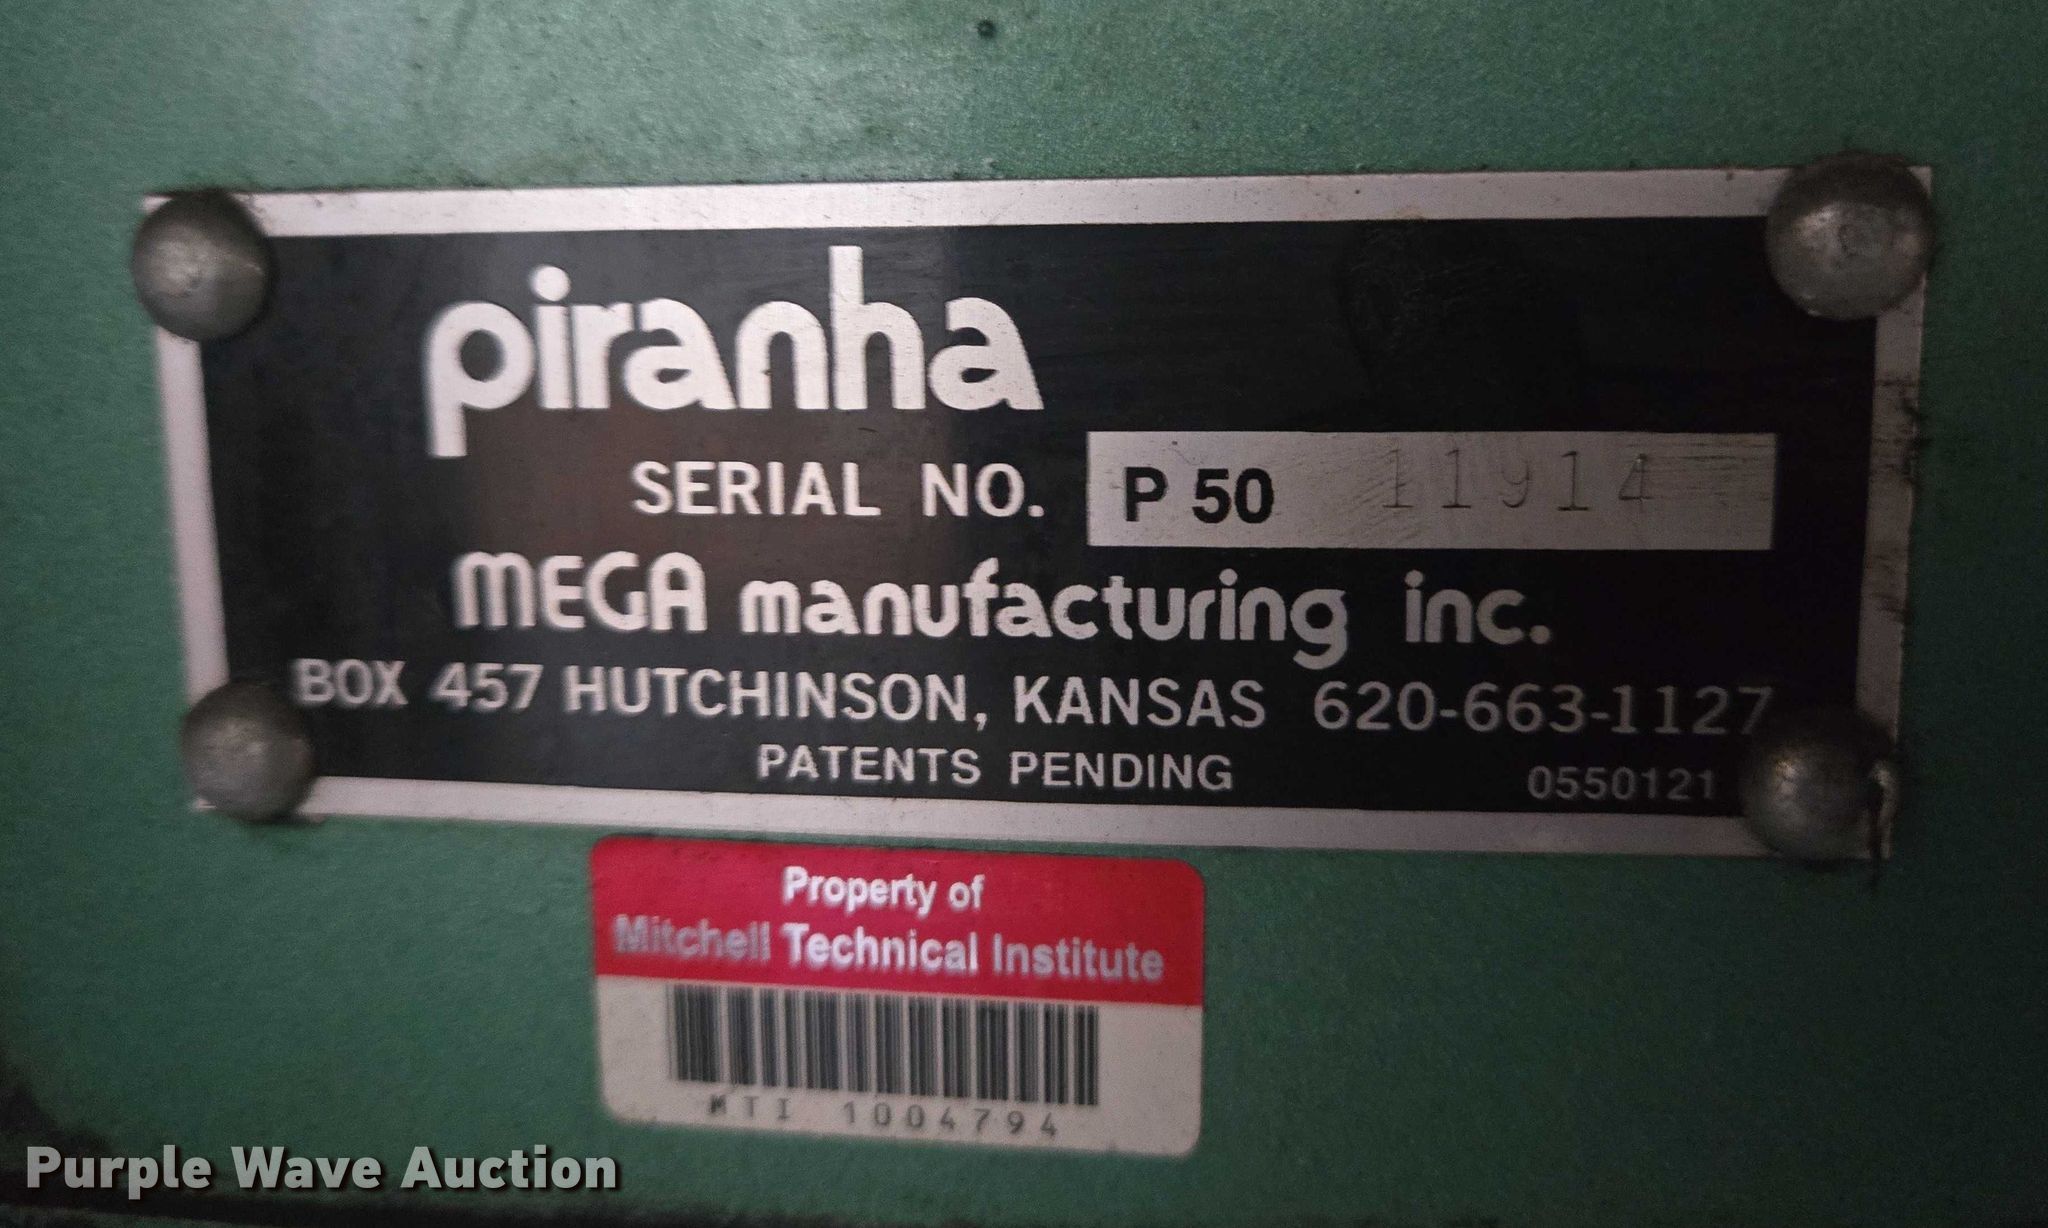 piranha
SERIAL NO. P 50 11914
MEGA manufacturing inc.
BOX 457 HUTCHINSON, KANSAS 620-663-1127
PATENTS PENDING 0550121
Property of
Mitchell Technical Institute
MTI 1004794
Purple Wave Auction